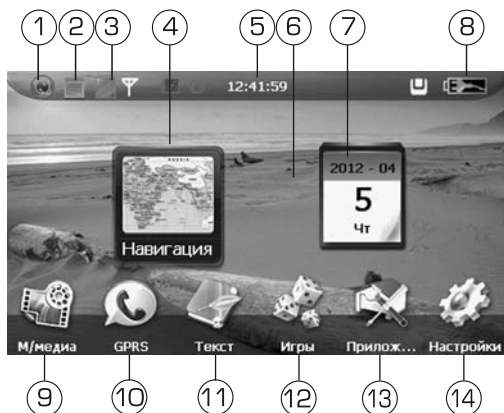 1 2 3 4 5 6 7 8
12:41:59
RUSSIA
2012 - 04
5
Чт
Навигация
М/медиа GPRS Текст Игры Прилож... Настройки
9 10 11 12 13 14